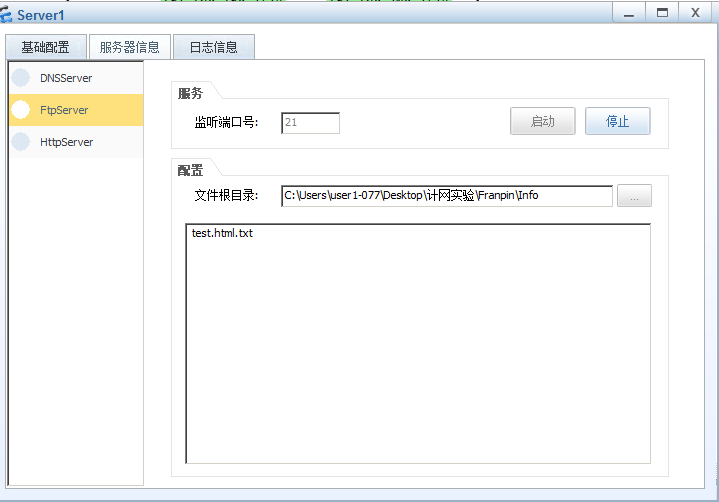 Server1
基础配置 服务器信息 日志信息
DNSServer
FtpServer
HttpServer
服务
监听端口号: 21 启动 停止
配置
文件根目录: C:\Users\user1-077\Desktop\计网实验\Franpin\Info ...
test.html.txt